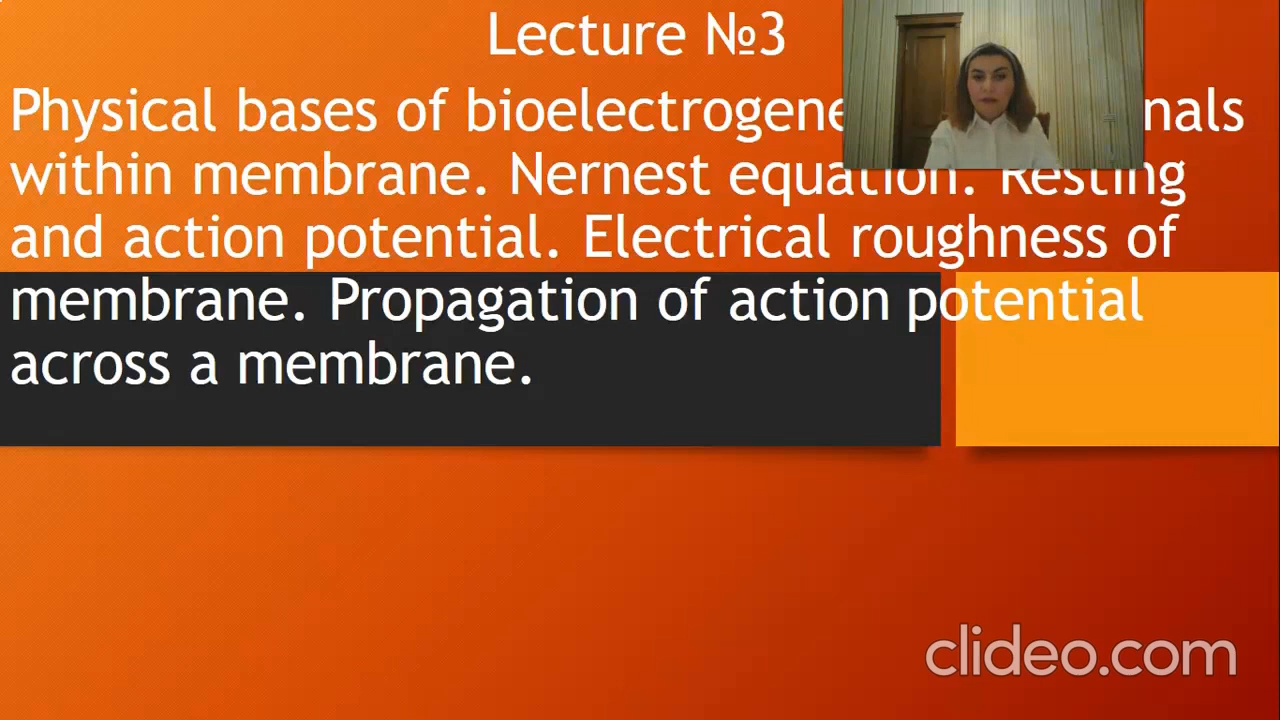 Lecture №3
Physical bases of bioelectrogene nals
within membrane. Nernest equation. Resting
and action potential. Electrical roughness of
membrane. Propagation of action potential
across a membrane.
clideo.com